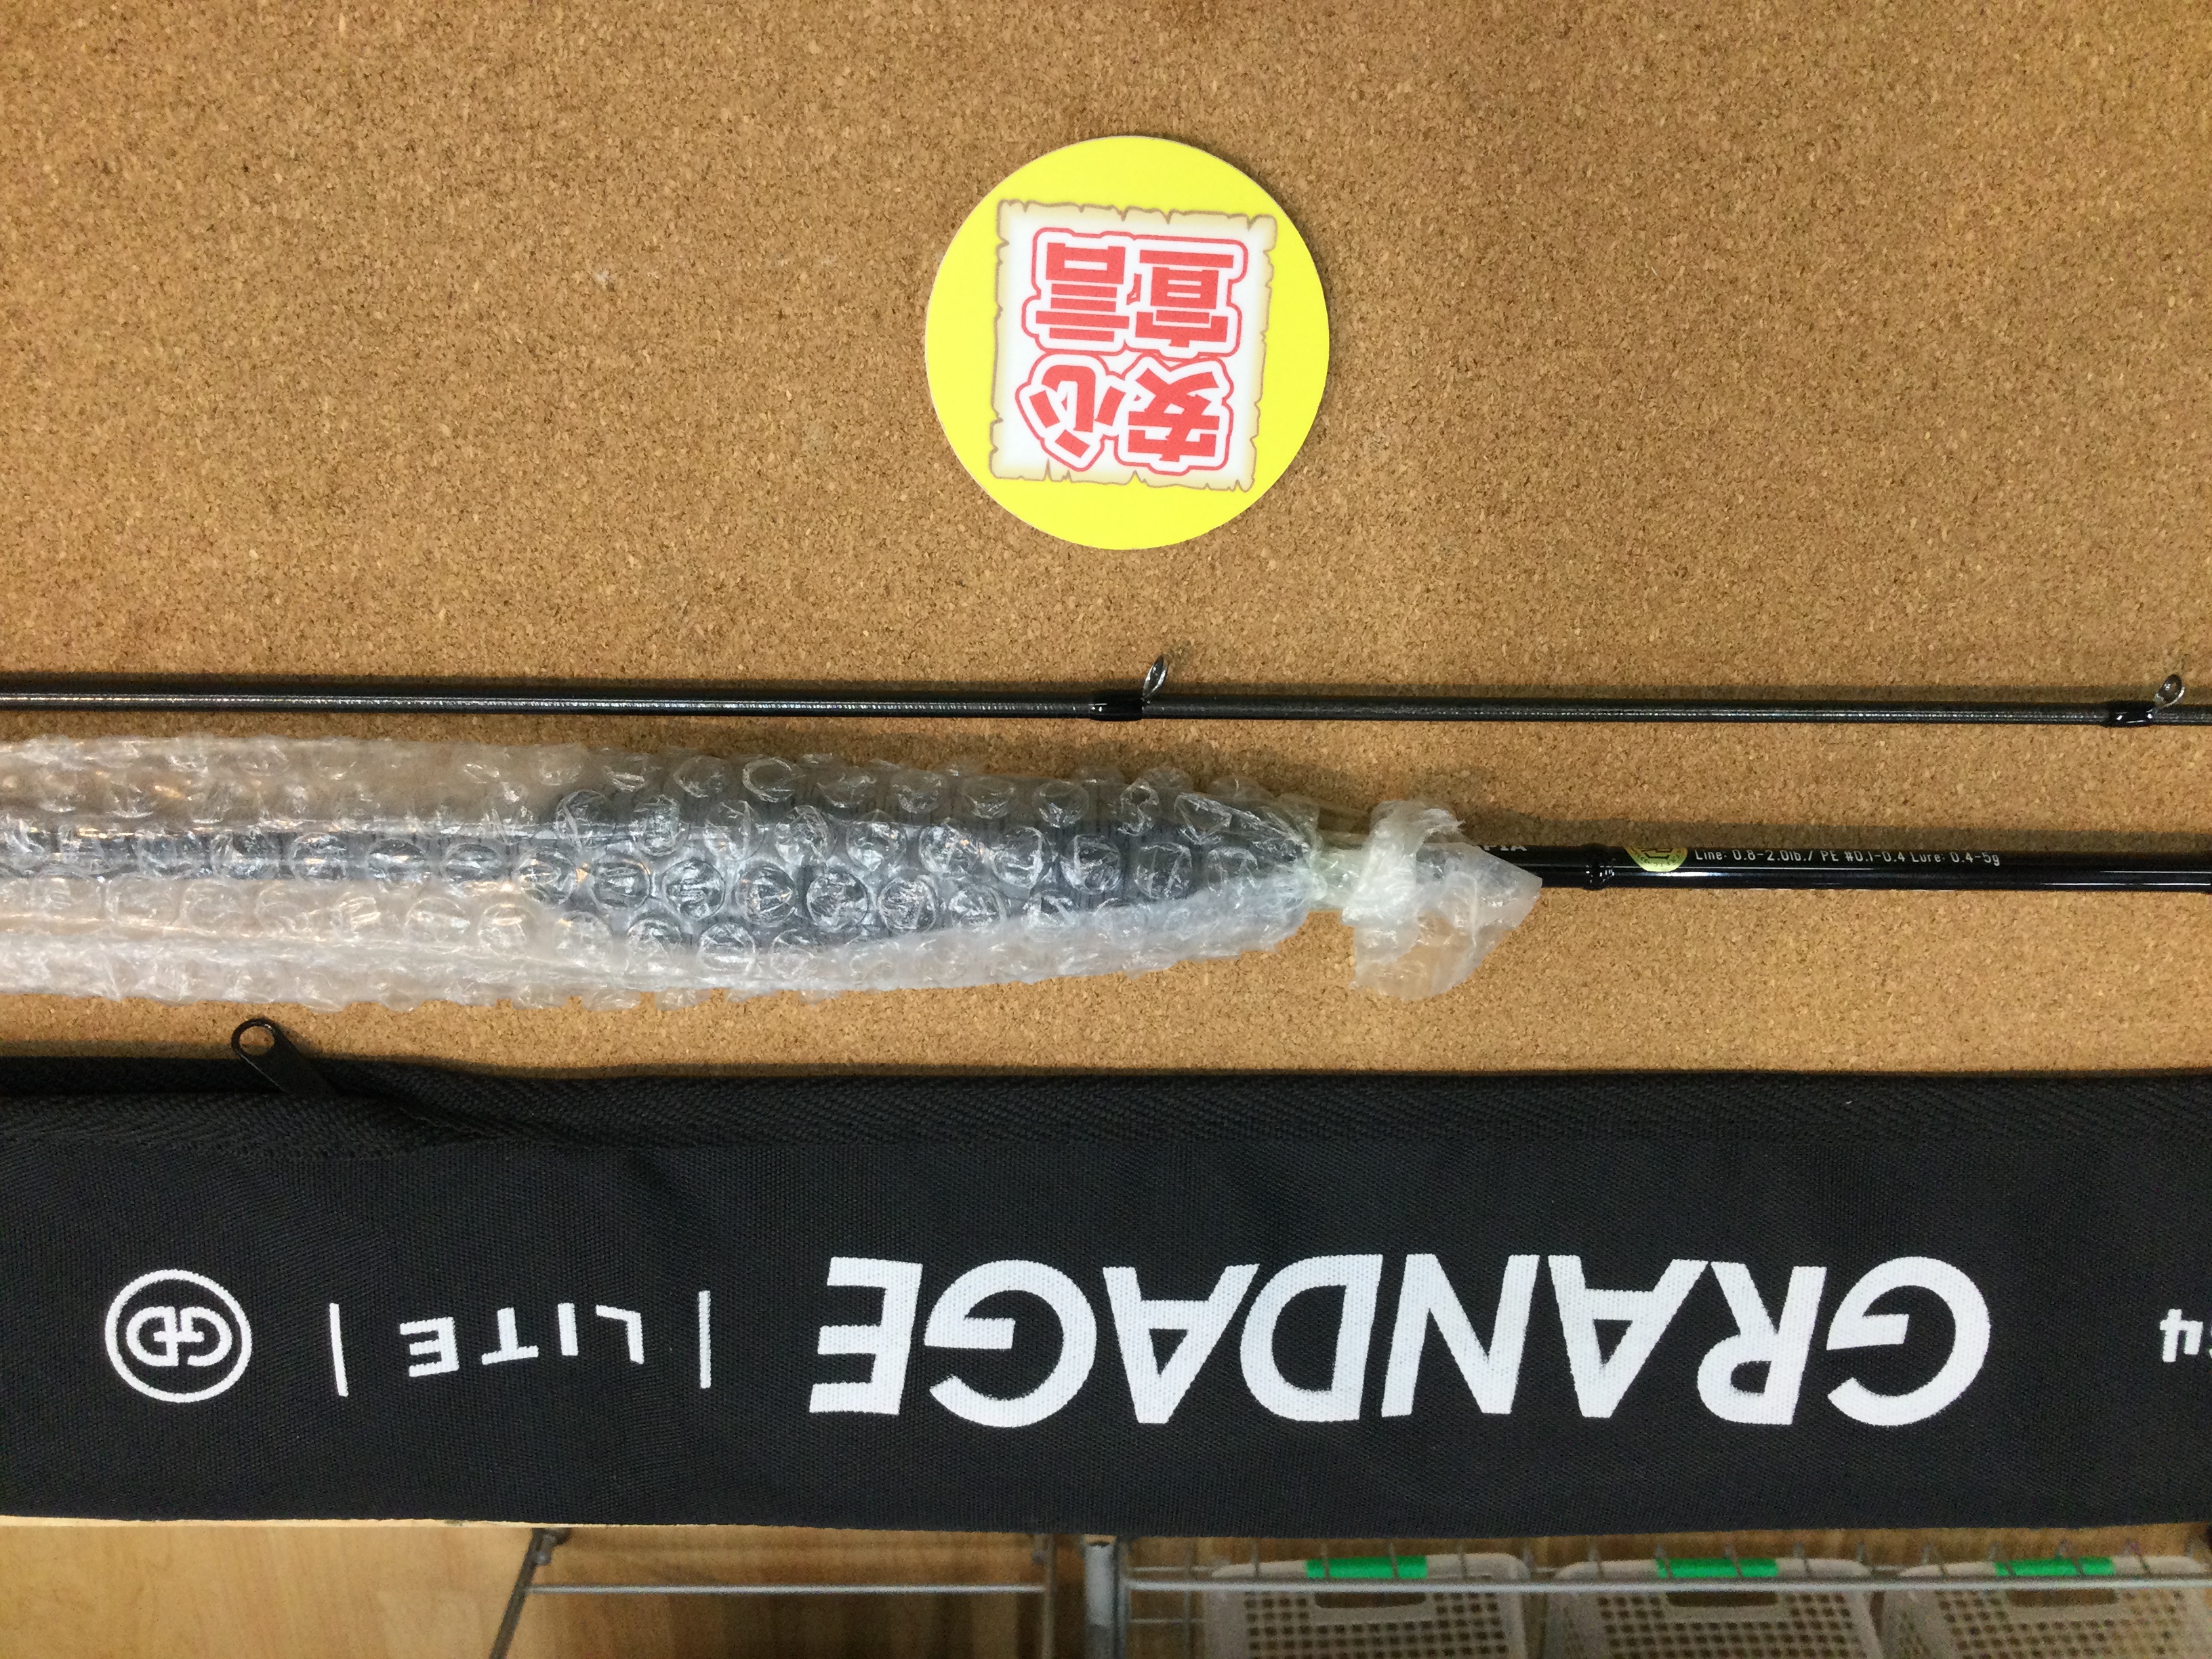 安心
宣言
Line: 0.8-2.0lb./ PE #0.1-0.4 Lure: 0.4-5g
GRANDAGE | LITE |